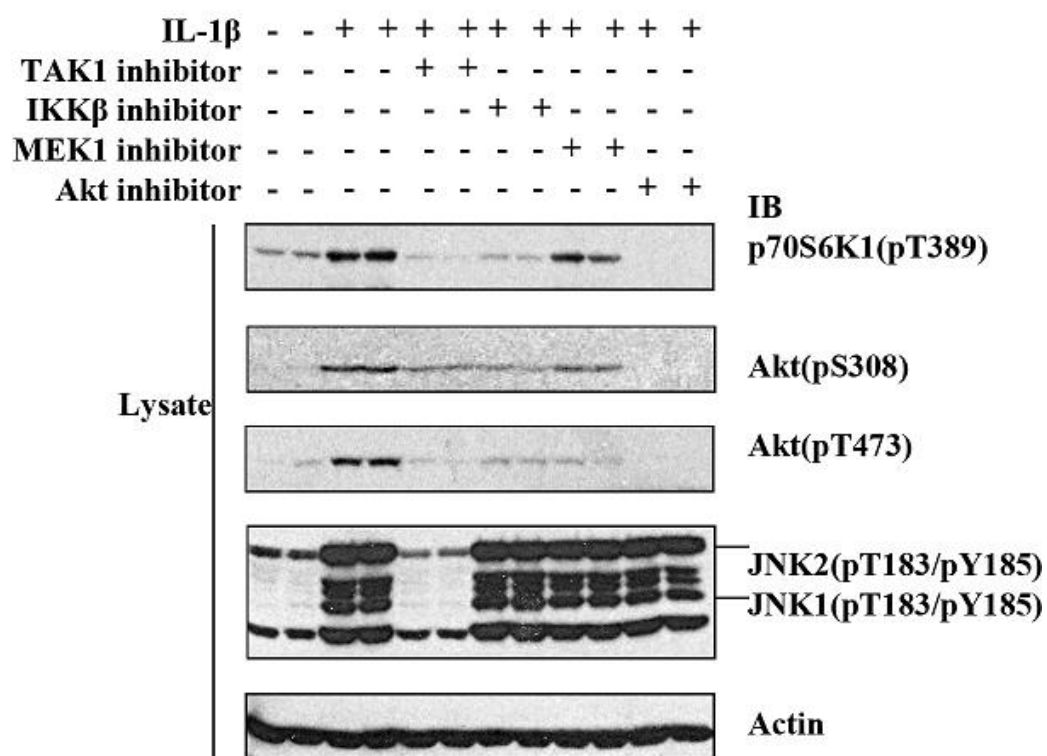 IL-1β - - + + + + + + + + + +
TAK1 inhibitor - - - - + + - - - - - -
IKKβ inhibitor - - - - - - + + - - - -
MEK1 inhibitor - - - - - - - - + + - -
Akt inhibitor - - - - - - - - - - + +
IB
p70S6K1(pT389)
Akt(pS308)
Lysate
Akt(pT473)
JNK2(pT183/pY185)
JNK1(pT183/pY185)
Actin